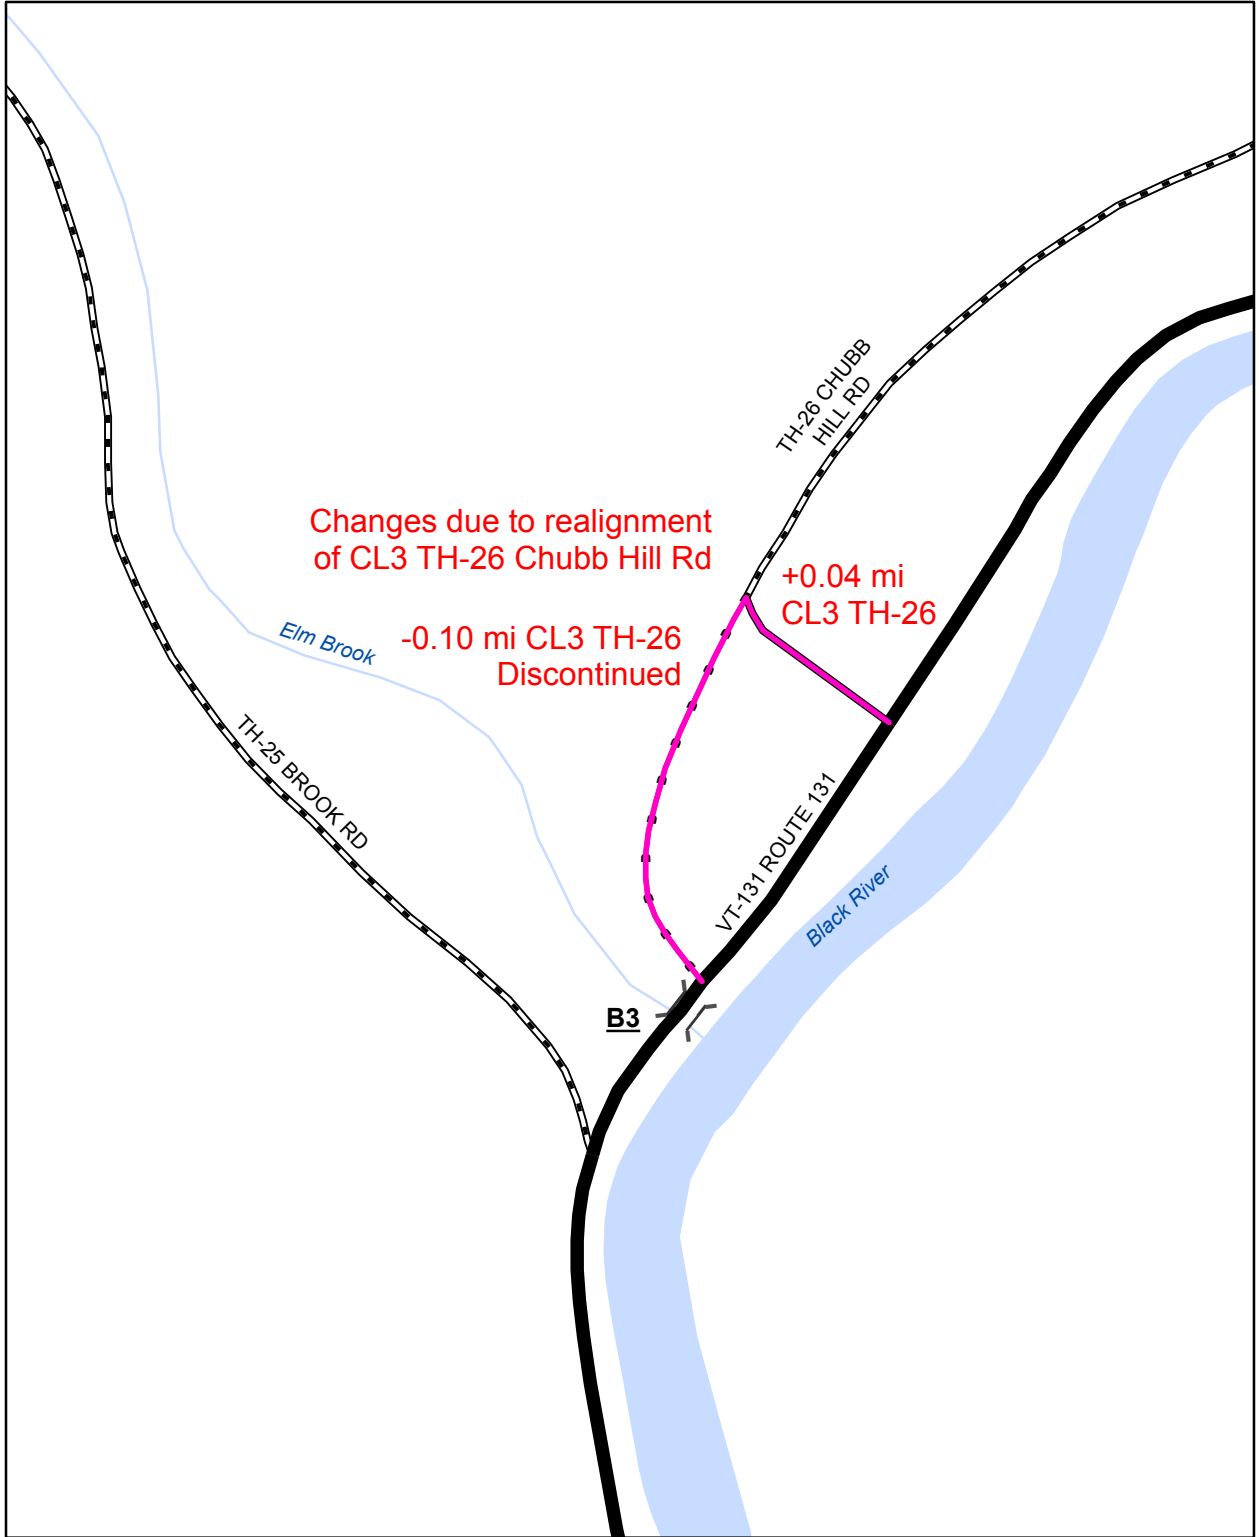 TH-26 CHUBB
HILL RD
Changes due to realignment
of CL3 TH-26 Chubb Hill Rd
+0.04 mi
CL3 TH-26
-0.10 mi CL3 TH-26
Discontinued
Elm Brook
TH-25 BROOK RD
VT-131 ROUTE 131
Black River
B3